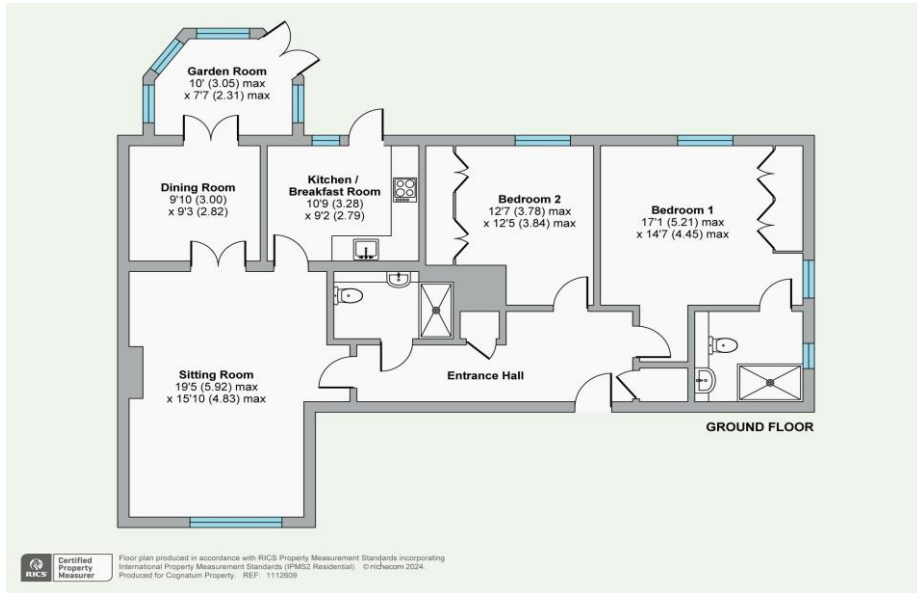 Garden Room
10' (3.05) max
x 7'7 (2.31) max
Dining Room
9'10 (3.00)
x 9'3 (2.82)
Kitchen /
Breakfast Room
10'9 (3.28)
x 9'2 (2.79)
Bedroom 2
12'7 (3.78) max
x 12'5 (3.84) max
Bedroom 1
17'1 (5.21) max
x 14'7 (4.45) max
Sitting Room
19'5 (5.92) max
x 15'10 (4.83) max
Entrance Hall
GROUND FLOOR
RICS
Certified
Property
Measurer
Floor plan produced in accordance with RICS Property Measurement Standards incorporating
International Property Measurement Standards (IPMS2 Residential). © nichecom 2024.
Produced for Cognatum Property. REF: 1112609